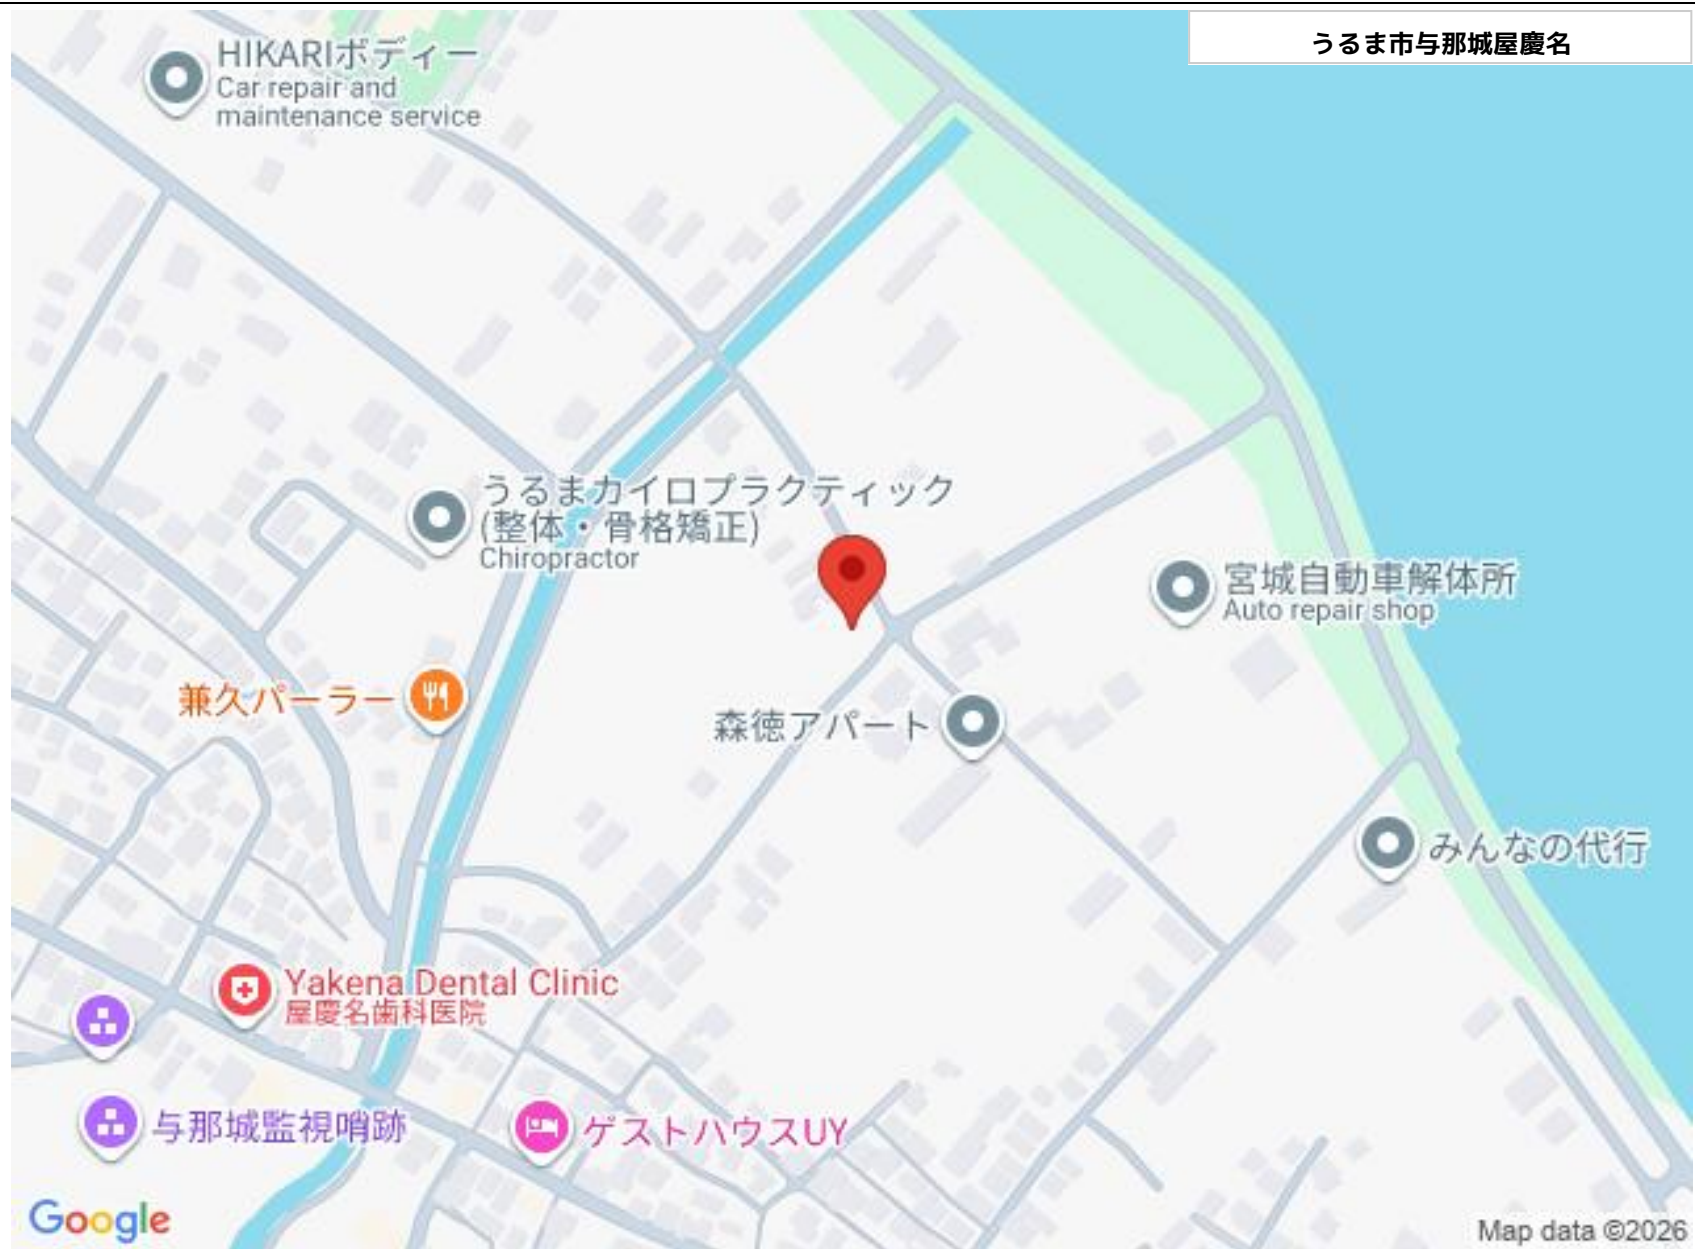 うるま市与那城屋慶名
HIKARIボディー
Car repair and
maintenance service
うるまカイロプラクティック
(整体・骨格矯正)
Chiropractor
宮城自動車解体所
Auto repair shop
兼久パーラー
森徳アパート
みんなの代行
Yakena Dental Clinic
屋慶名歯科医院
与那城監視哨跡
ゲストハウスUY
Google
Map data ©2026